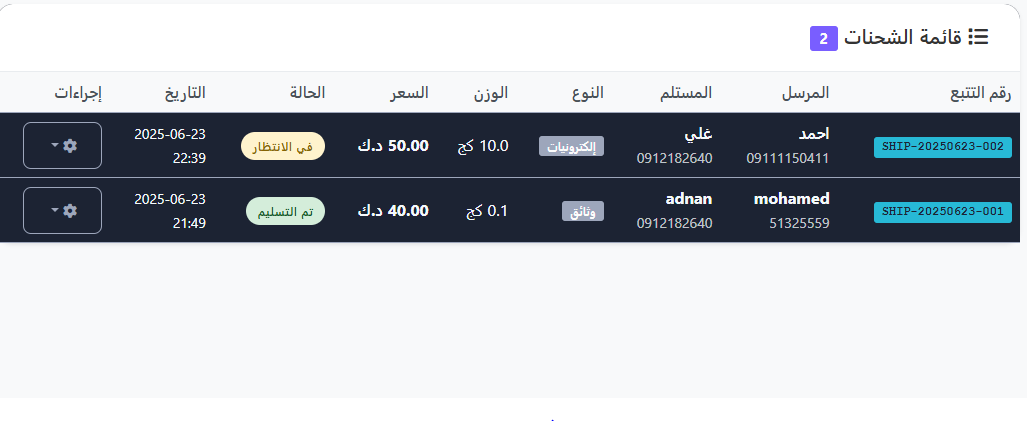 قائمة الشحنات 2
رقم التتبع المرسل المستلم النوع الوزن السعر الحالة التاريخ إجراءات
SHIP-20250623-002 احمد غلي إلكترونيات 10.0 كج 50.00 د.ك في الانتظار 2025-06-23
09111150411 0912182640 22:39
SHIP-20250623-001 mohamed adnan وثائق 0.1 كج 40.00 د.ك تم التسليم 2025-06-23
51325559 0912182640 21:49